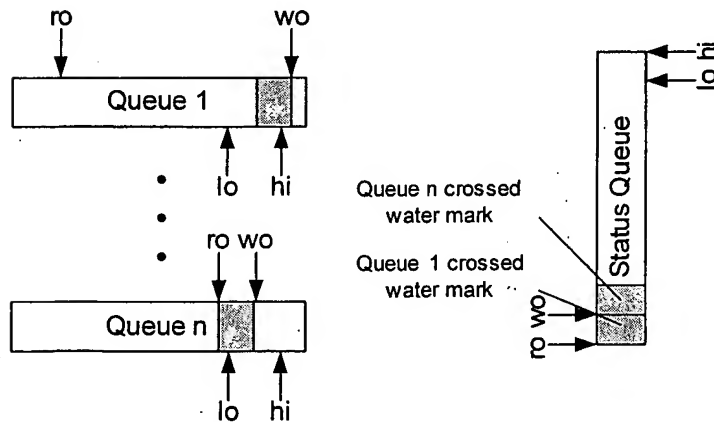 ro
wo
Queue 1
lo
hi
ro wo
Queue n
lo
hi
hi
lo
Status Queue
Queue n crossed
water mark
Queue 1 crossed
water mark
wo
ro